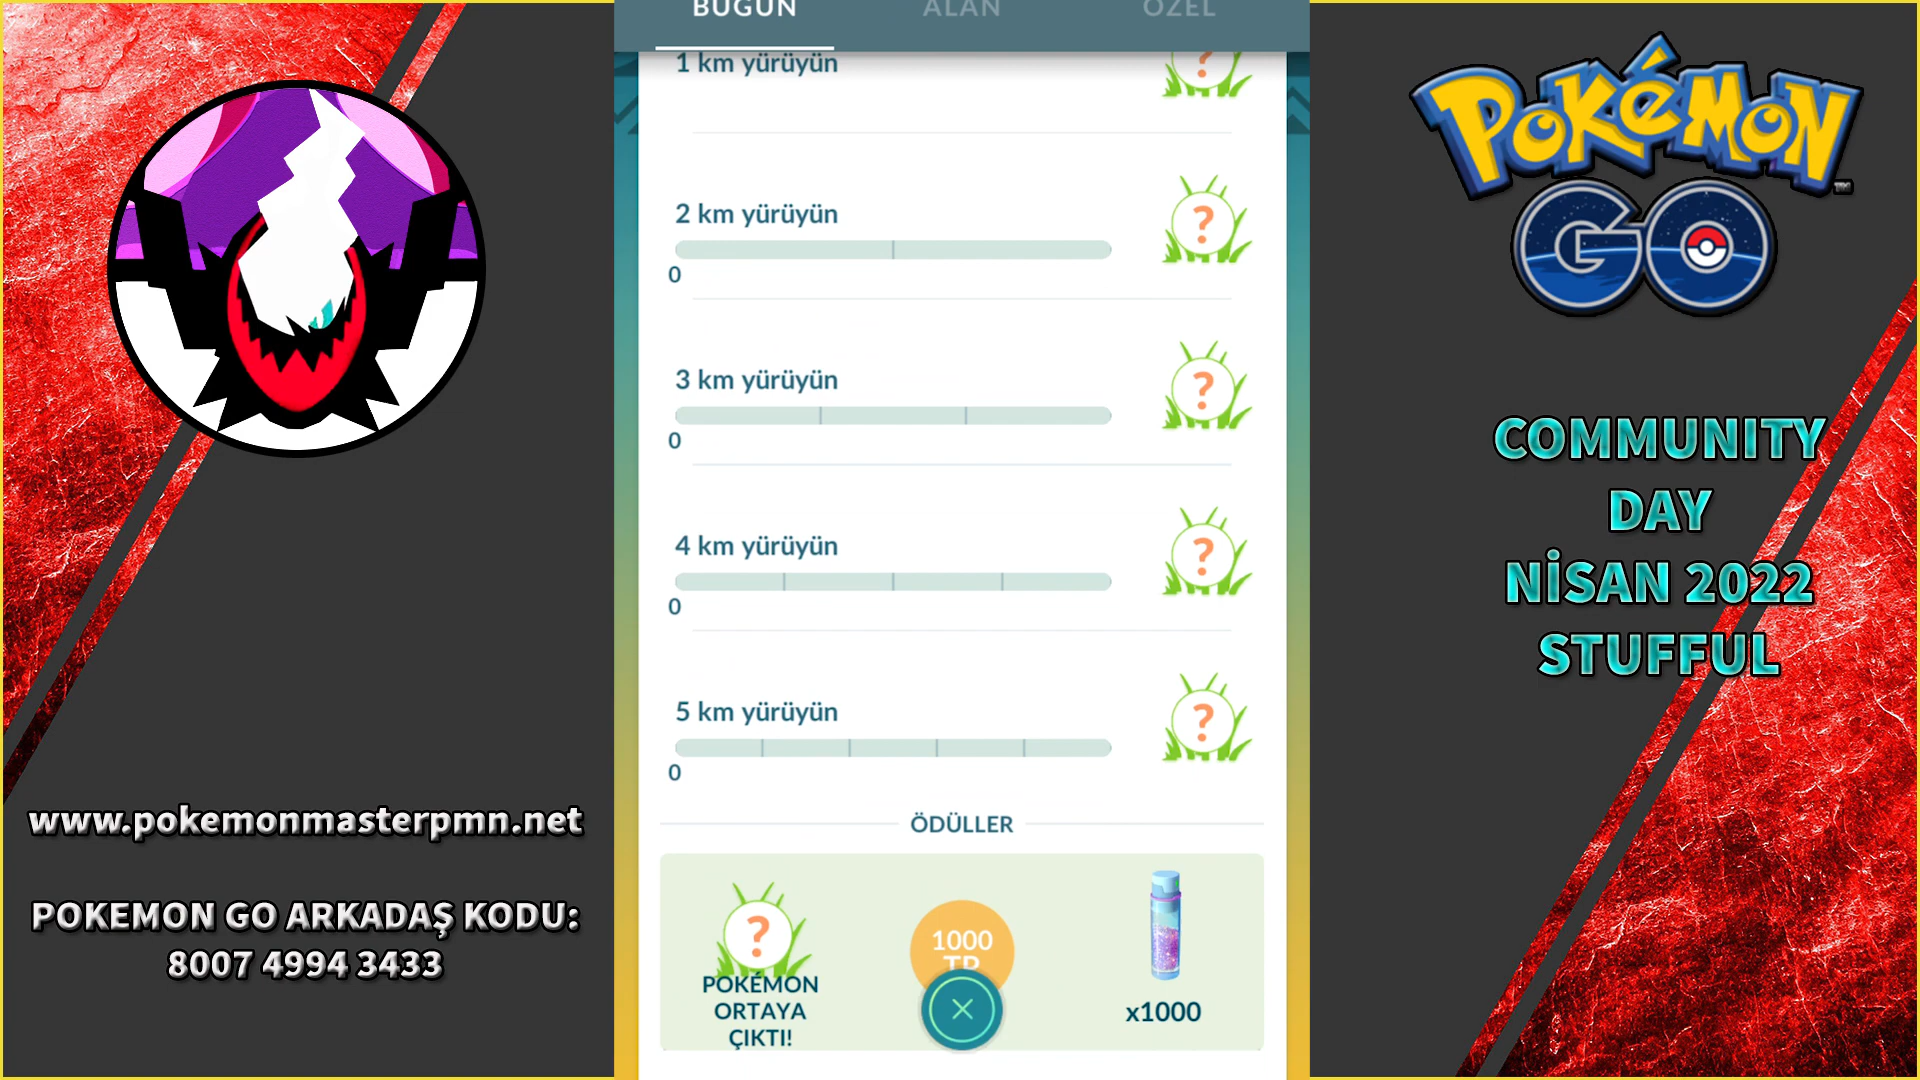 BUGÜN ALAN ÖZEL
1 km yürüyün
?
2 km yürüyün
?
0
3 km yürüyün
?
0
4 km yürüyün
?
0
5 km yürüyün
?
0
ÖDÜLLER
?
POKÉMON
ORTAYA
ÇIKTI!
1000
TP
x1000
www.pokemonmasterpmn.net
POKEMON GO ARKADAŞ KODU:
8007 4994 3433
POKéMON
GO
TM
COMMUNITY
DAY
NİSAN 2022
STUFFUL